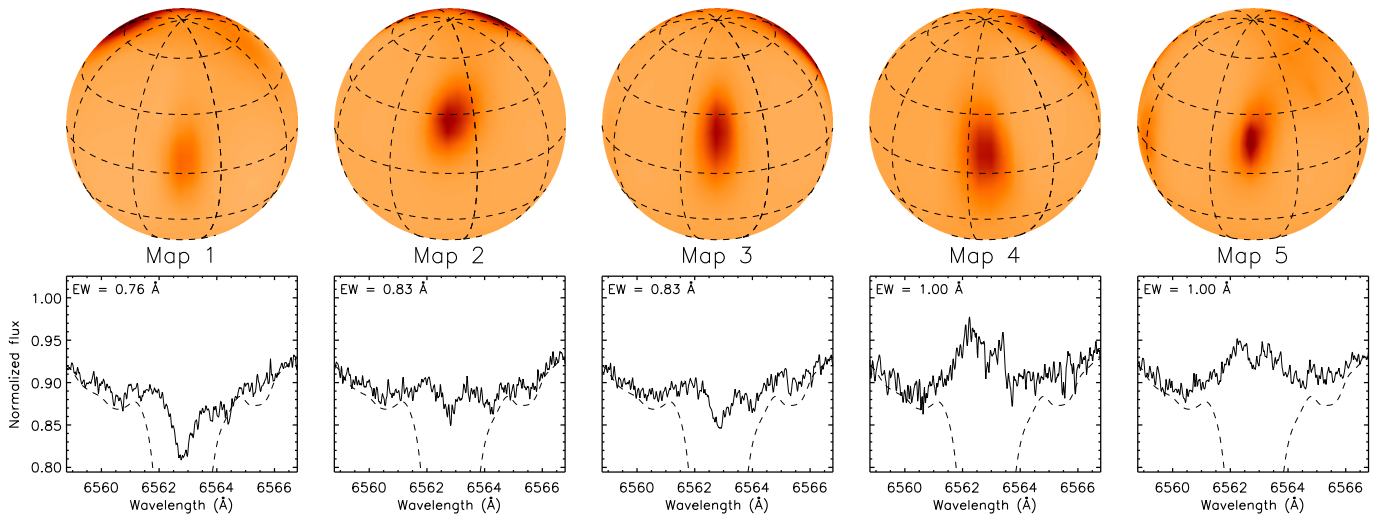 Map 1
Map 2
Map 3
Map 4
Map 5
EW = 0.76 Å
EW = 0.83 Å
EW = 0.83 Å
EW = 1.00 Å
EW = 1.00 Å
1.00
0.95
0.90
0.85
0.80
Normalized flux
6560 6562 6564 6566
6560 6562 6564 6566
6560 6562 6564 6566
6560 6562 6564 6566
6560 6562 6564 6566
Wavelength (Å)
Wavelength (Å)
Wavelength (Å)
Wavelength (Å)
Wavelength (Å)